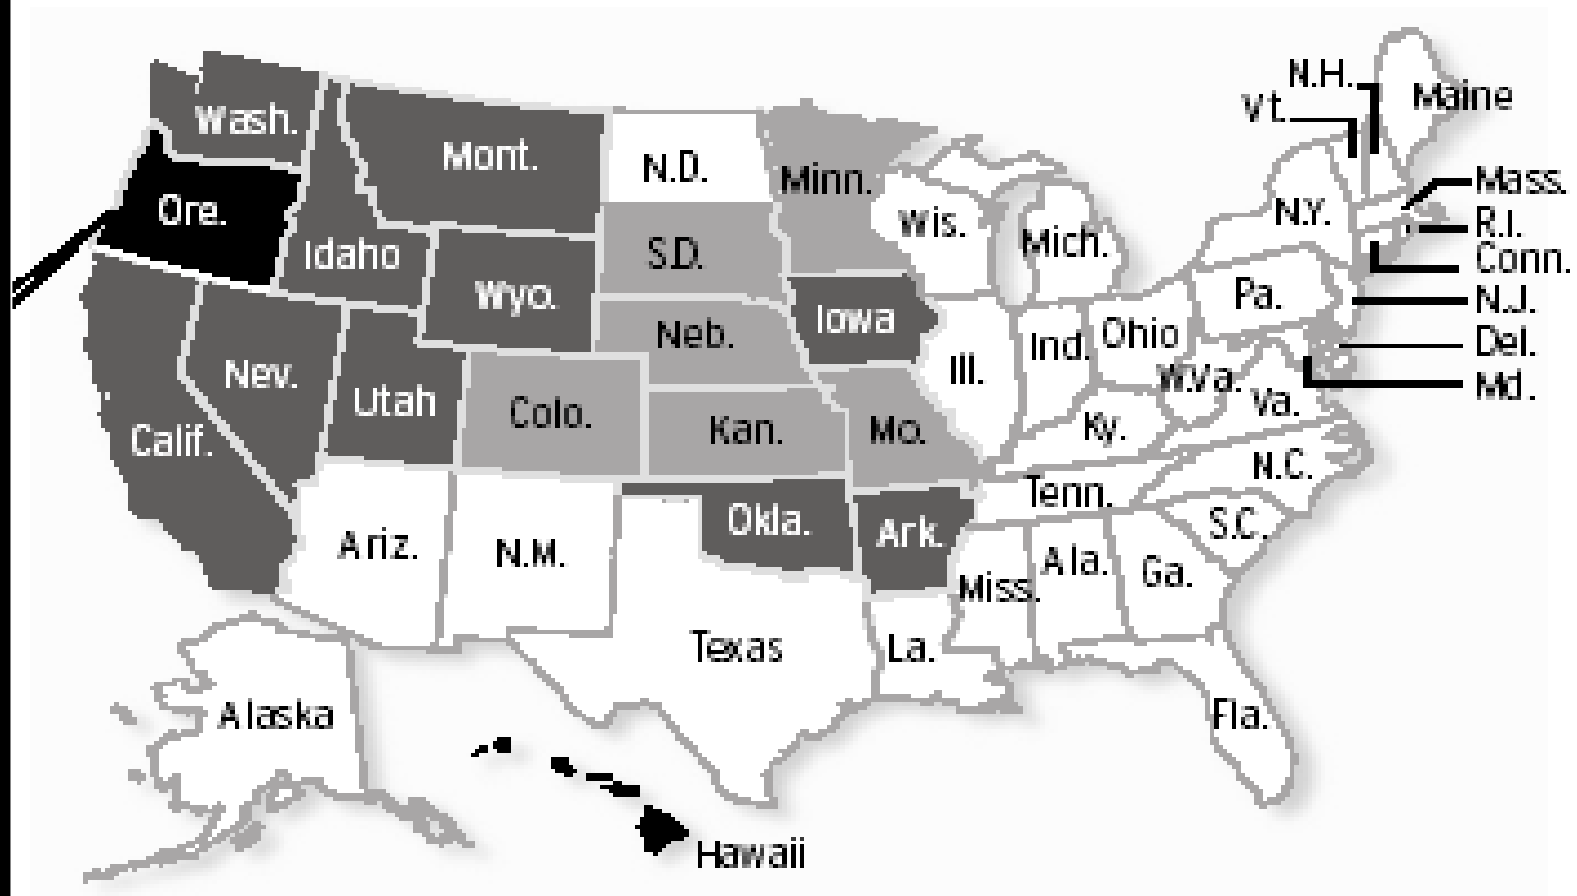 N.H.
Vt.
Maine
Wash.
Mont.
N.D.
Minn.
Mass.
Ore.
Wis.
N.Y.
R.I.
Idaho
S.D.
Mich.
Conn.
Wyo.
Pa.
N.J.
Iowa
Neb.
Ill.
Ind.
Ohio
Del.
Nev.
Utah
W.Va.
Md.
Colo.
Kan.
Mo.
Ky.
Va.
Calif.
N.C.
Tenn.
Okla.
Ark.
S.C.
Ariz.
N.M.
Miss.
Ala.
Ga.
Texas
La.
Alaska
Fla.
Hawaii